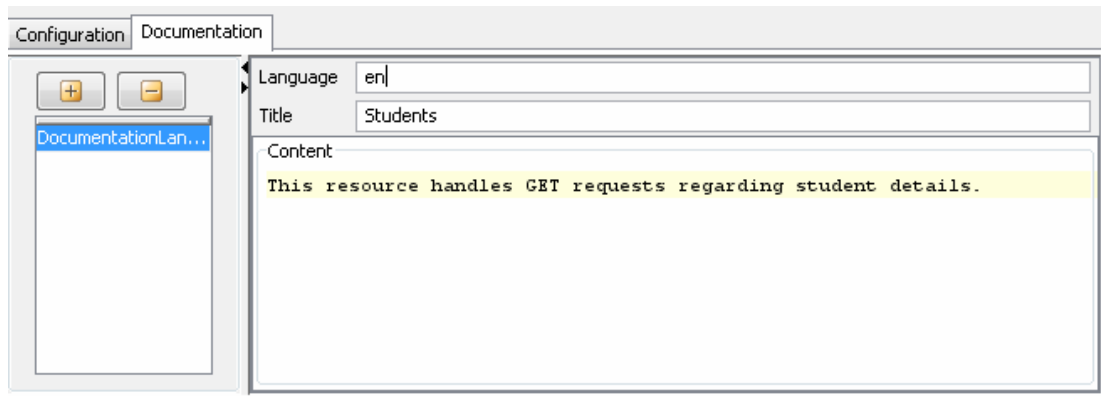 Configuration Documentation
DocumentationLan...
Language en
Title Students
Content
This resource handles GET requests regarding student details.